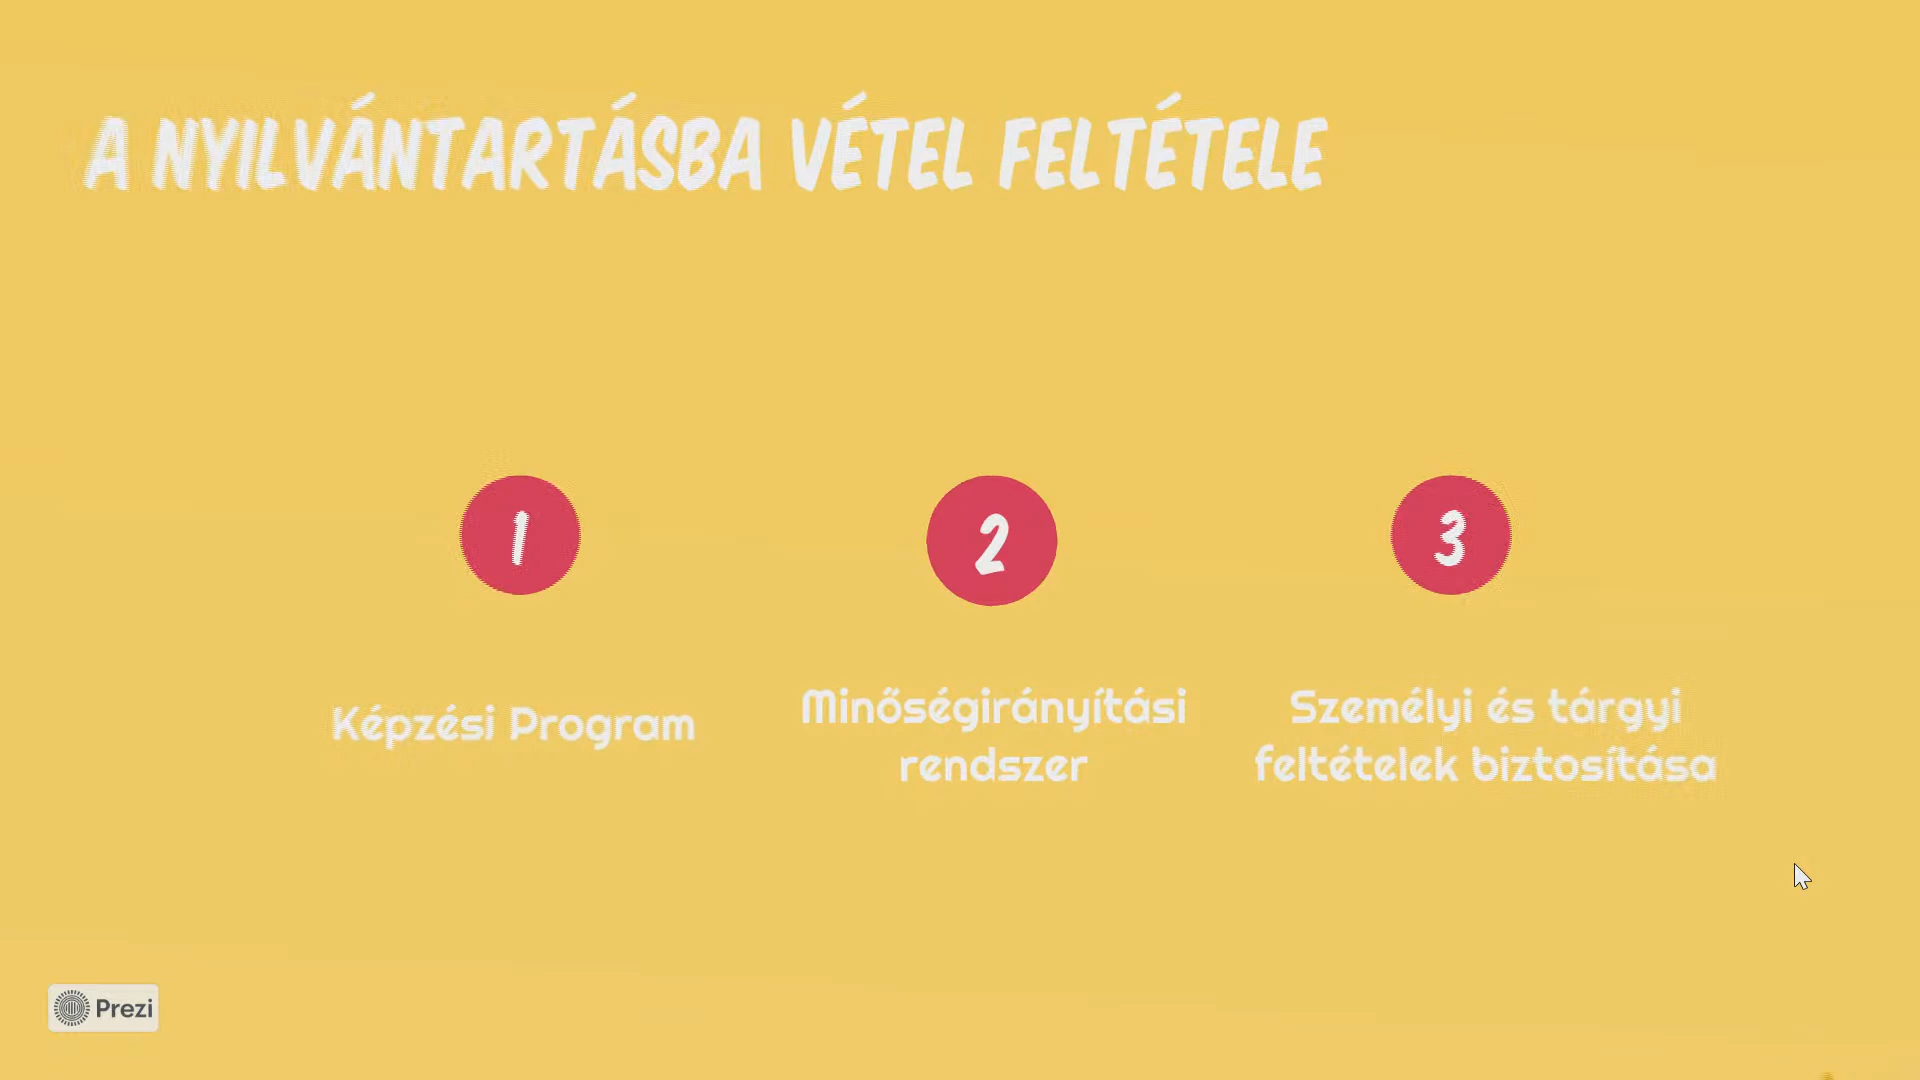 A NYILVÁNTARTÁSBA VÉTEL FELTÉTELE
1
2
3
Képzési Program
Minőségirányítási
rendszer
Személyi és tárgyi
feltételek biztosítása
Prezi